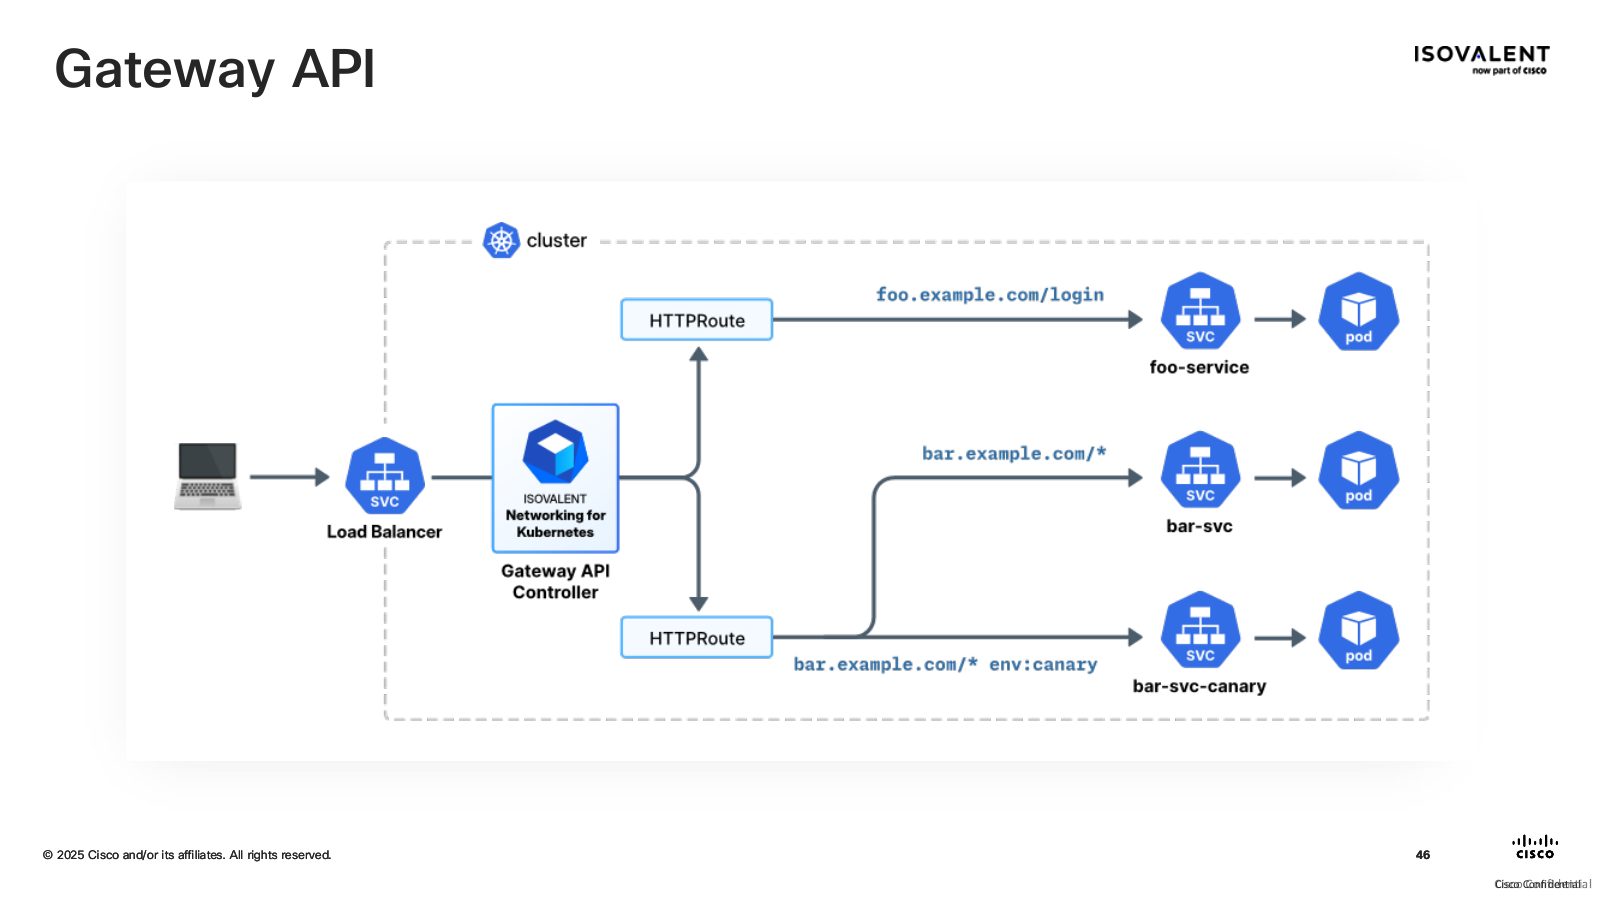 Gateway API
ISOVALENT
now part of CISCO
cluster
foo.example.com/login
HTTPRoute
SVC
pod
foo-service
bar.example.com/*
SVC
Load Balancer
ISOVALENT
Networking for
Kubernetes
Gateway API
Controller
SVC
pod
bar-svc
HTTPRoute
bar.example.com/* env:canary
SVC
pod
bar-svc-canary
© 2025 Cisco and/or its affiliates. All rights reserved.
46
CISCO
Cisco Confidential